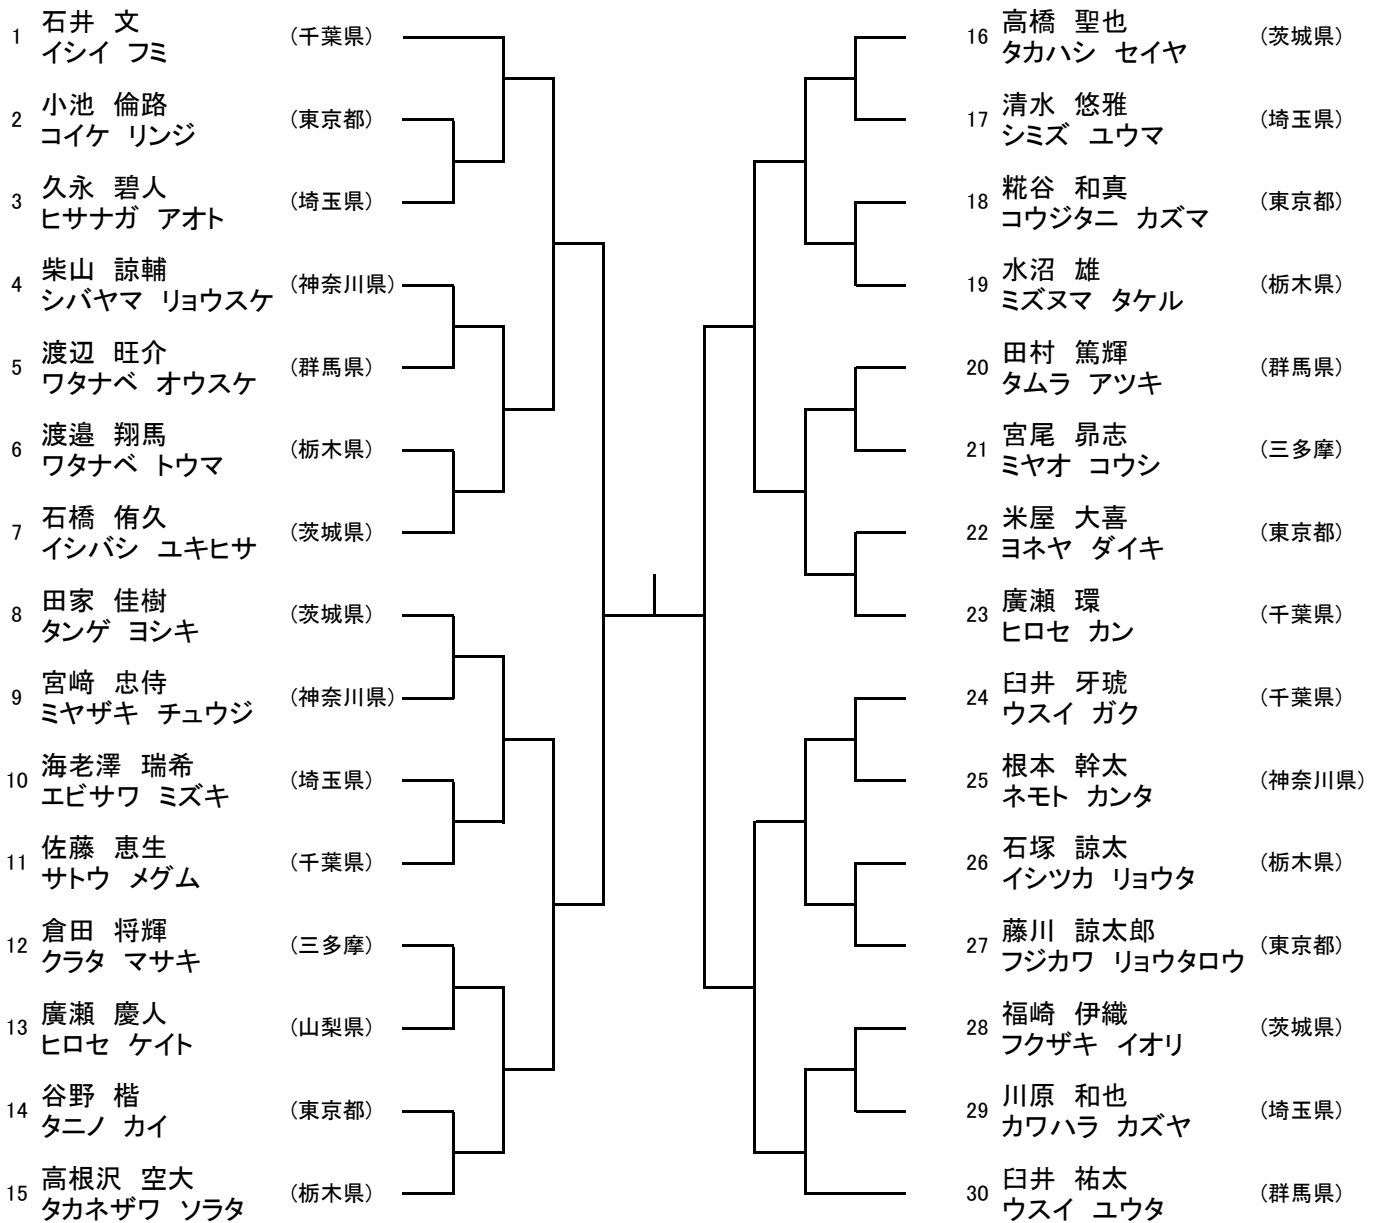 1 石井 文 (千葉県)
イシイ フミ
2 小池 倫路 (東京都)
コイケ リンジ
3 久永 碧人 (埼玉県)
ヒサナガ アオト
4 柴山 諒輔 (神奈川県)
シバヤマ リョウスケ
5 渡辺 旺介 (群馬県)
ワタナベ オウスケ
6 渡邉 翔馬 (栃木県)
ワタナベ トウマ
7 石橋 侑久 (茨城県)
イシバシ ユキヒサ
8 田家 佳樹 (茨城県)
タンゲ ヨシキ
9 宮﨑 忠侍 (神奈川県)
ミヤザキ チュウジ
10 海老澤 瑞希 (埼玉県)
エビサワ ミズキ
11 佐藤 恵生 (千葉県)
サトウ メグム
12 倉田 将輝 (三多摩)
クラタ マサキ
13 廣瀬 慶人 (山梨県)
ヒロセ ケイト
14 谷野 楷 (東京都)
タニノ カイ
15 高根沢 空大 (栃木県)
タカネザワ ソラタ
16 高橋 聖也 (茨城県)
タカハシ セイヤ
17 清水 悠雅 (埼玉県)
シミズ ユウマ
18 糀谷 和真 (東京都)
コウジタニ カズマ
19 水沼 雄 (栃木県)
ミズヌマ タケル
20 田村 篤輝 (群馬県)
タムラ アツキ
21 宮尾 昴志 (三多摩)
ミヤオ コウシ
22 米屋 大喜 (東京都)
ヨネヤ ダイキ
23 廣瀬 環 (千葉県)
ヒロセ カン
24 臼井 牙琥 (千葉県)
ウスイ ガク
25 根本 幹太 (神奈川県)
ネモト カンタ
26 石塚 諒太 (栃木県)
イシツカ リョウタ
27 藤川 諒太郎 (東京都)
フジカワ リョウタロウ
28 福崎 伊織 (茨城県)
フクザキ イオリ
29 川原 和也 (埼玉県)
カワハラ カズヤ
30 臼井 祐太 (群馬県)
ウスイ ユウタ